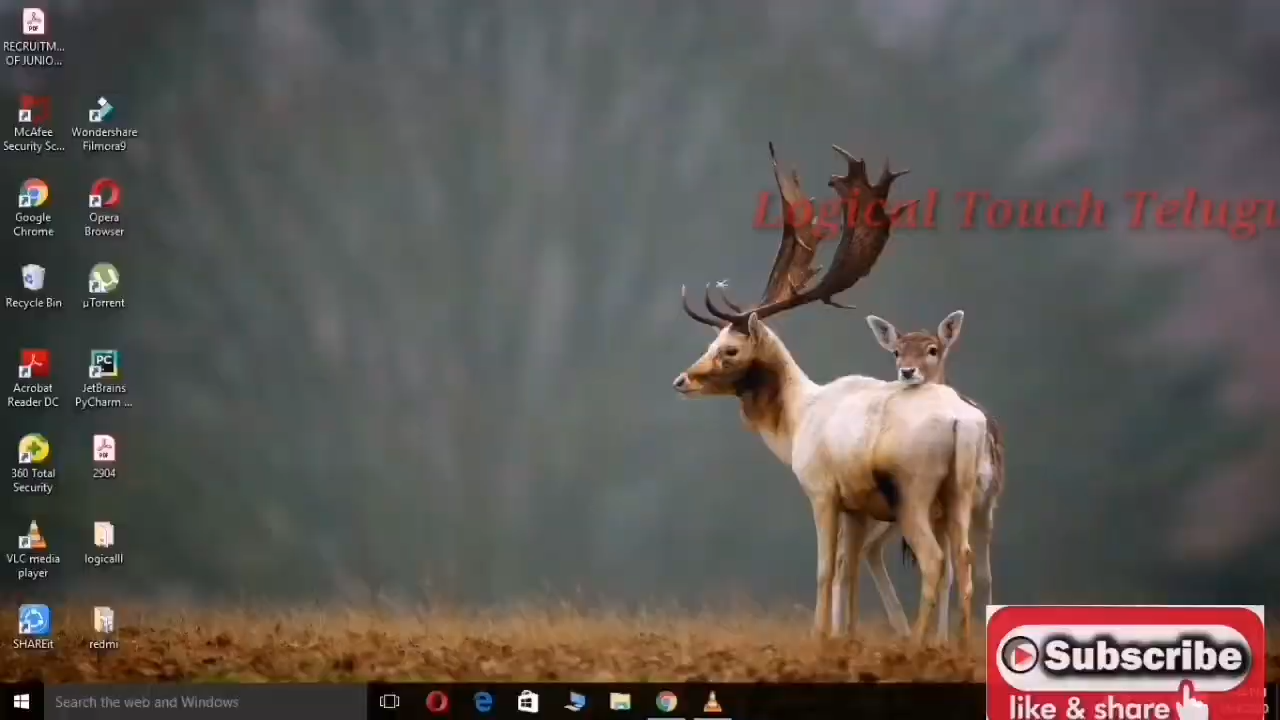 RECRUITM...
OF JUNIO...
McAfee
Security Sc...
Wondershare
Filmora9
Google
Chrome
Opera
Browser
Recycle Bin
µTorrent
Acrobat
Reader DC
JetBrains
PyCharm ...
360 Total
Security
2904
VLC media
player
logicalll
SHAREit
redmi
Logical Touch Telugu
Search the web and Windows
Subscribe
like & share